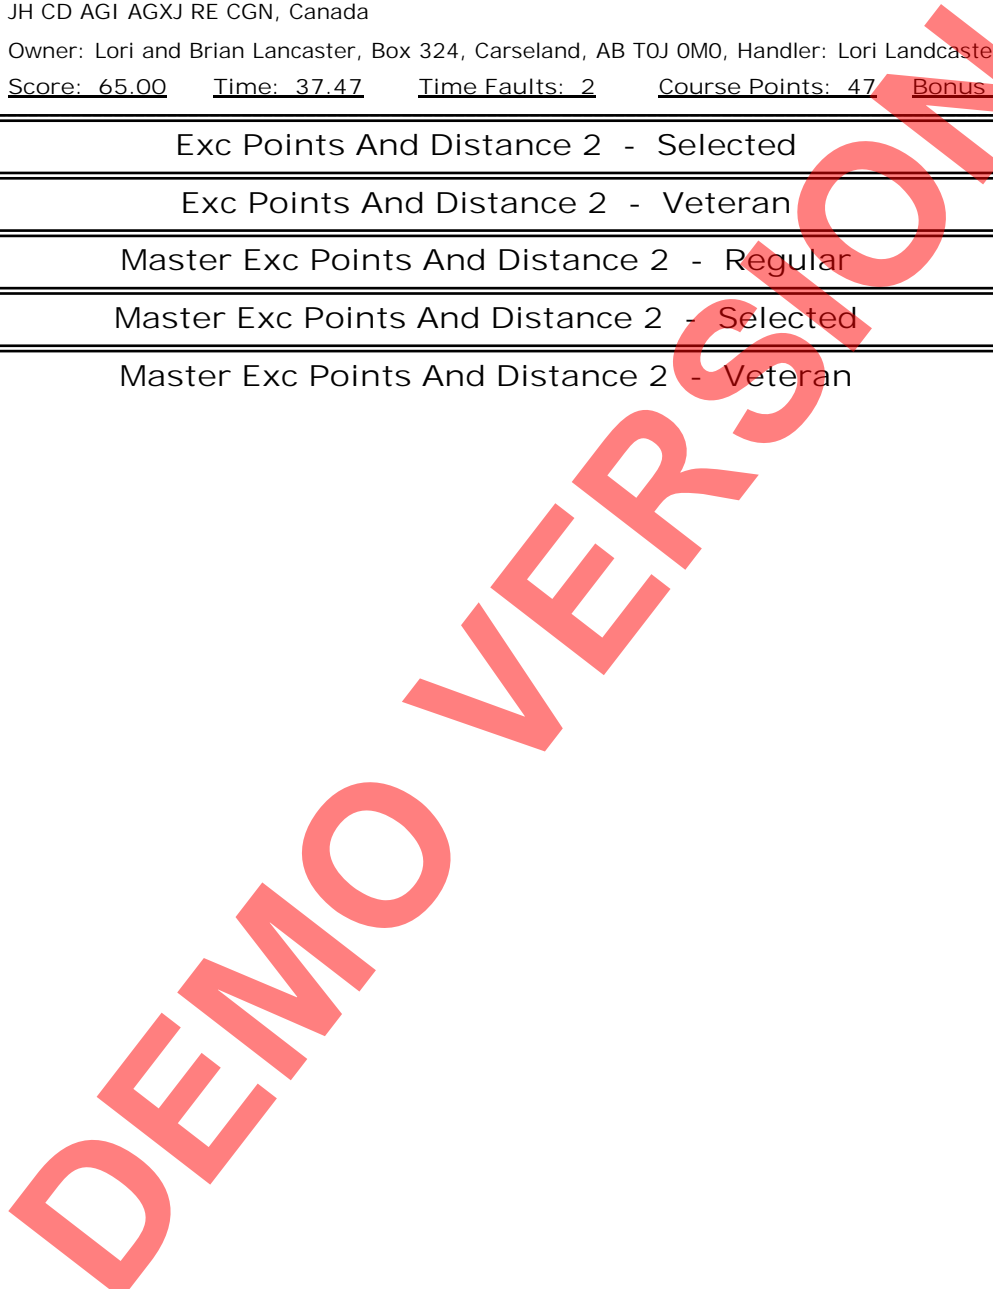 JH CD AGI AGXJ RE CGN, Canada
Owner: Lori and Brian Lancaster, Box 324, Carseland, AB T0J 0M0, Handler: Lori Landcaste
Score: 65.00 Time: 37.47 Time Faults: 2 Course Points: 47 Bonus
Exc Points And Distance 2 - Selected
Exc Points And Distance 2 - Veteran
Master Exc Points And Distance 2 - Regular
Master Exc Points And Distance 2 - Selected
Master Exc Points And Distance 2 - Veteran
DEMO VERSION